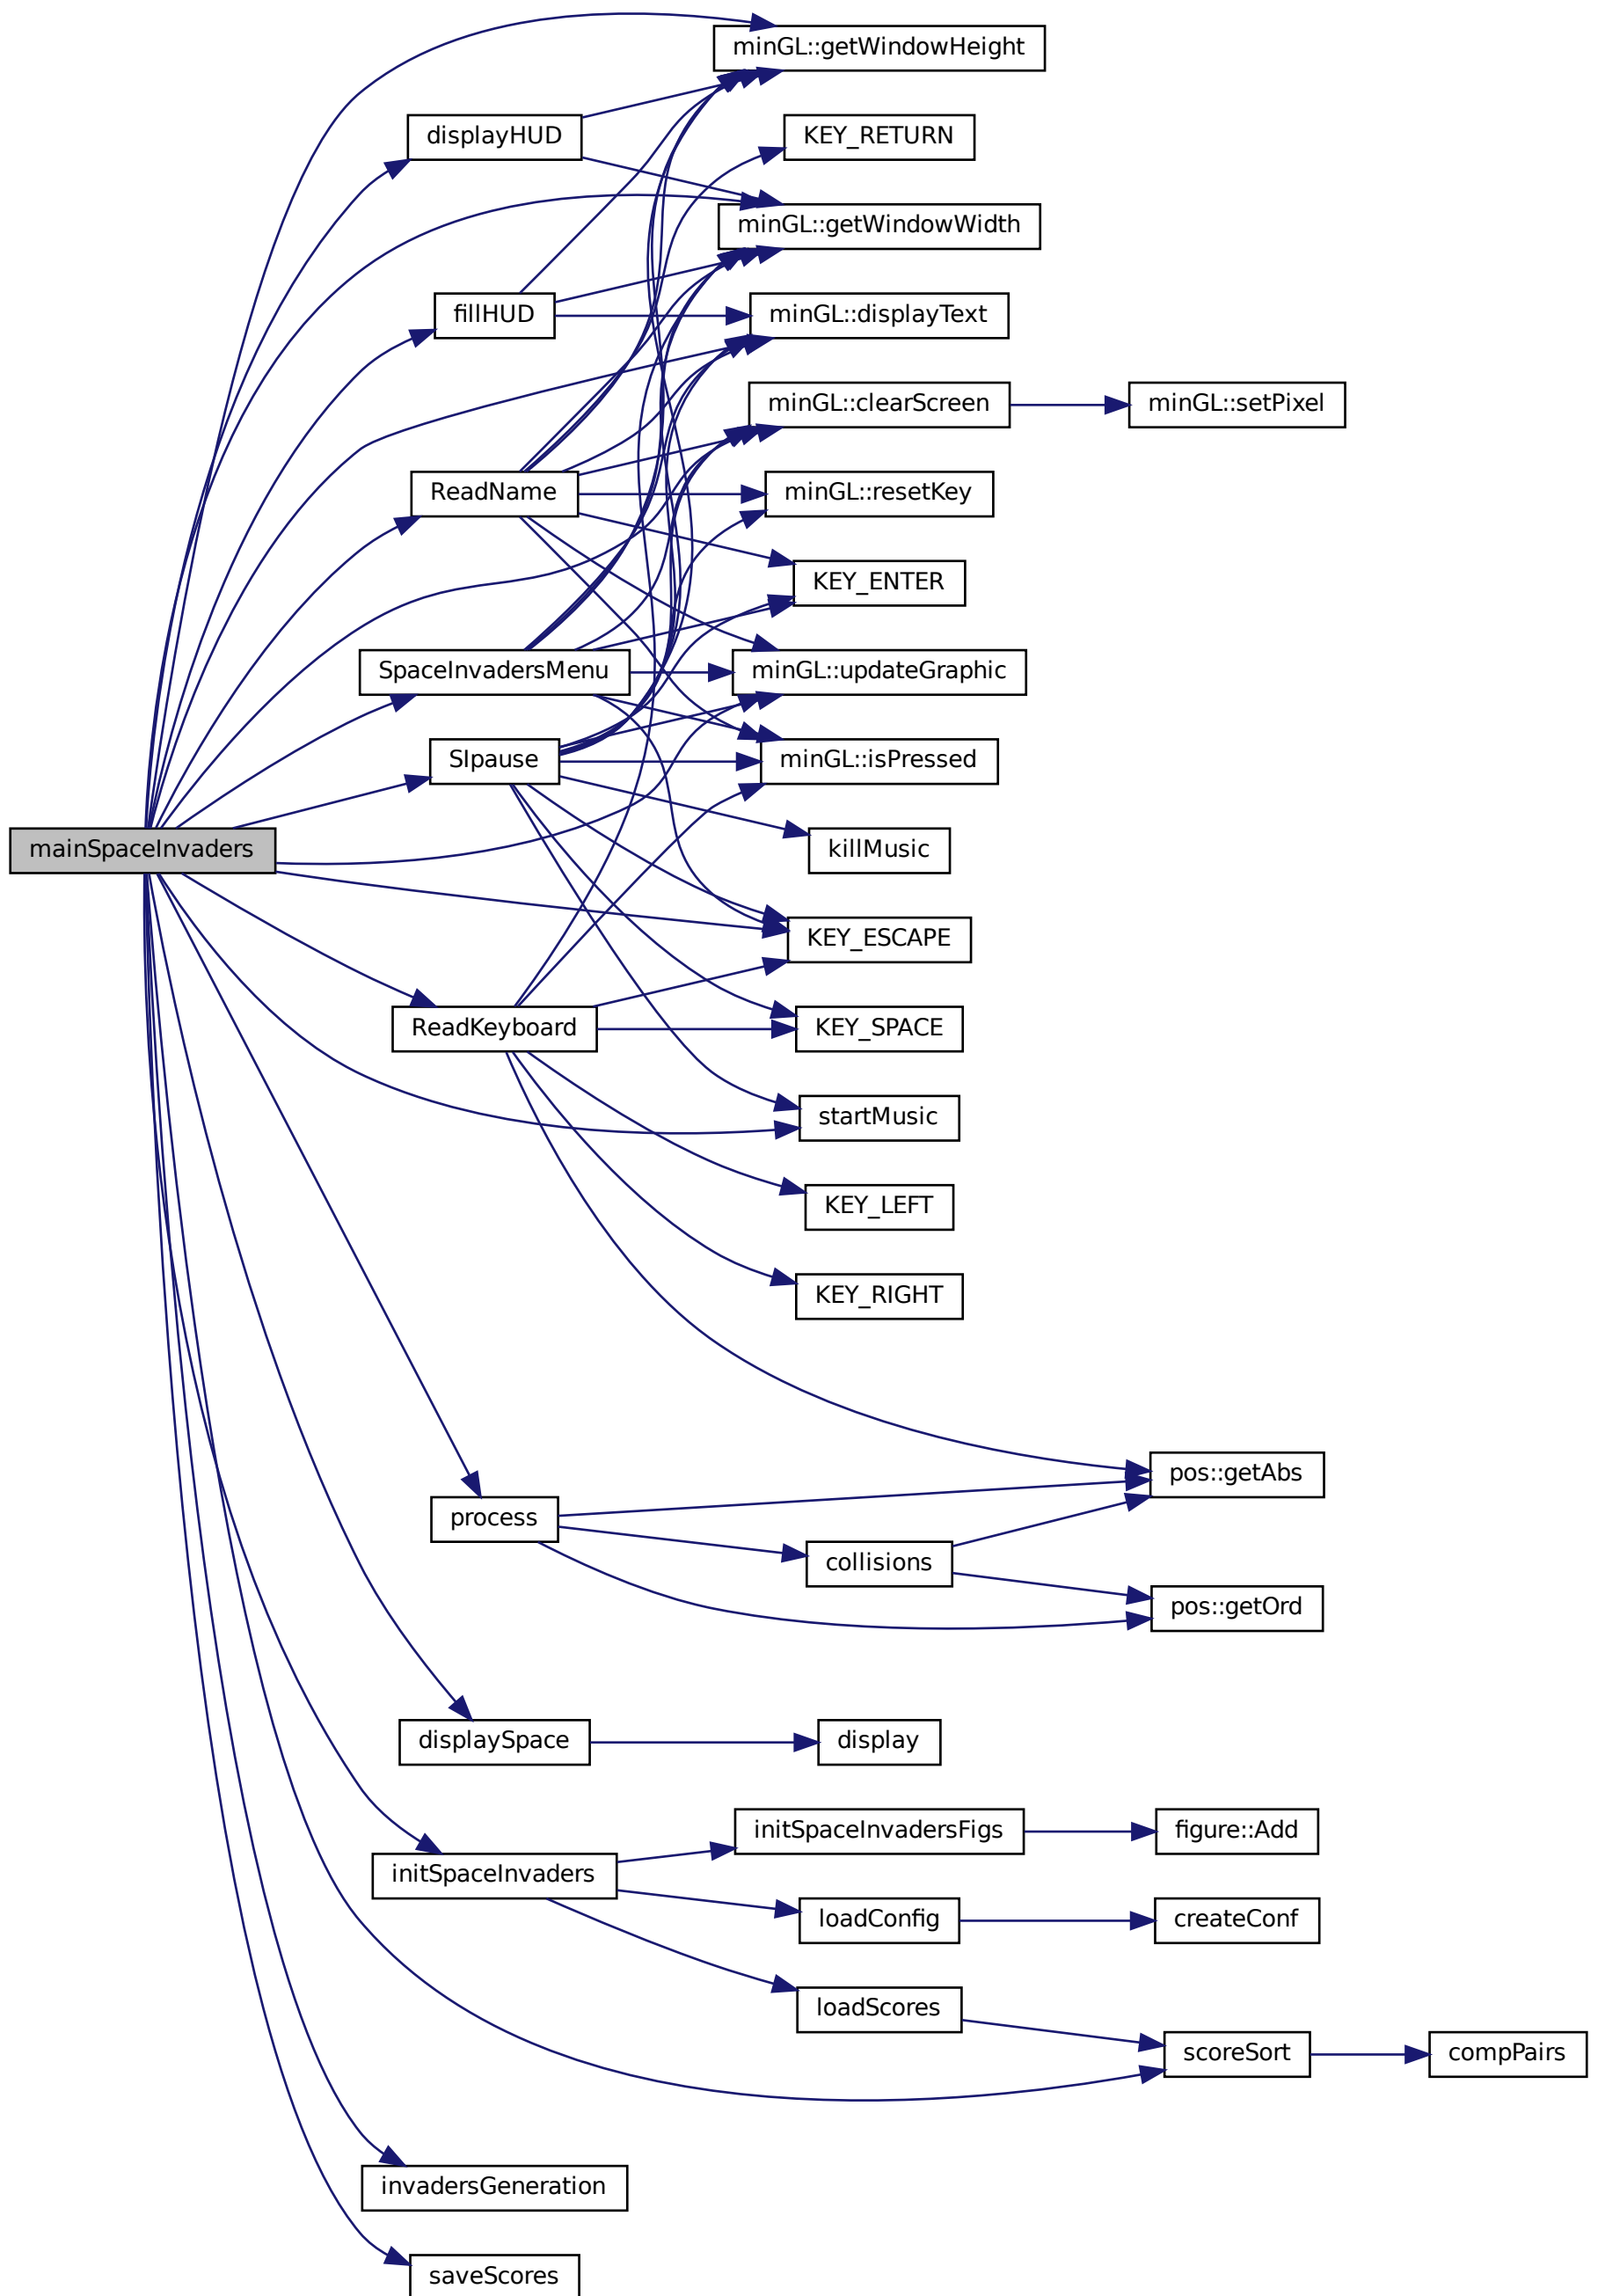 minGL::getWindowHeight
displayHUD
KEY_RETURN
minGL::getWindowWidth
fillHUD
minGL::displayText
minGL::clearScreen
minGL::setPixel
ReadName
minGL::resetKey
KEY_ENTER
SpaceInvadersMenu
minGL::updateGraphic
SIpause
minGL::isPressed
mainSpaceInvaders
killMusic
KEY_ESCAPE
ReadKeyboard
KEY_SPACE
startMusic
KEY_LEFT
KEY_RIGHT
pos::getAbs
process
collisions
pos::getOrd
displaySpace
display
initSpaceInvadersFigs
figure::Add
initSpaceInvaders
loadConfig
createConf
loadScores
scoreSort
compPairs
invadersGeneration
saveScores